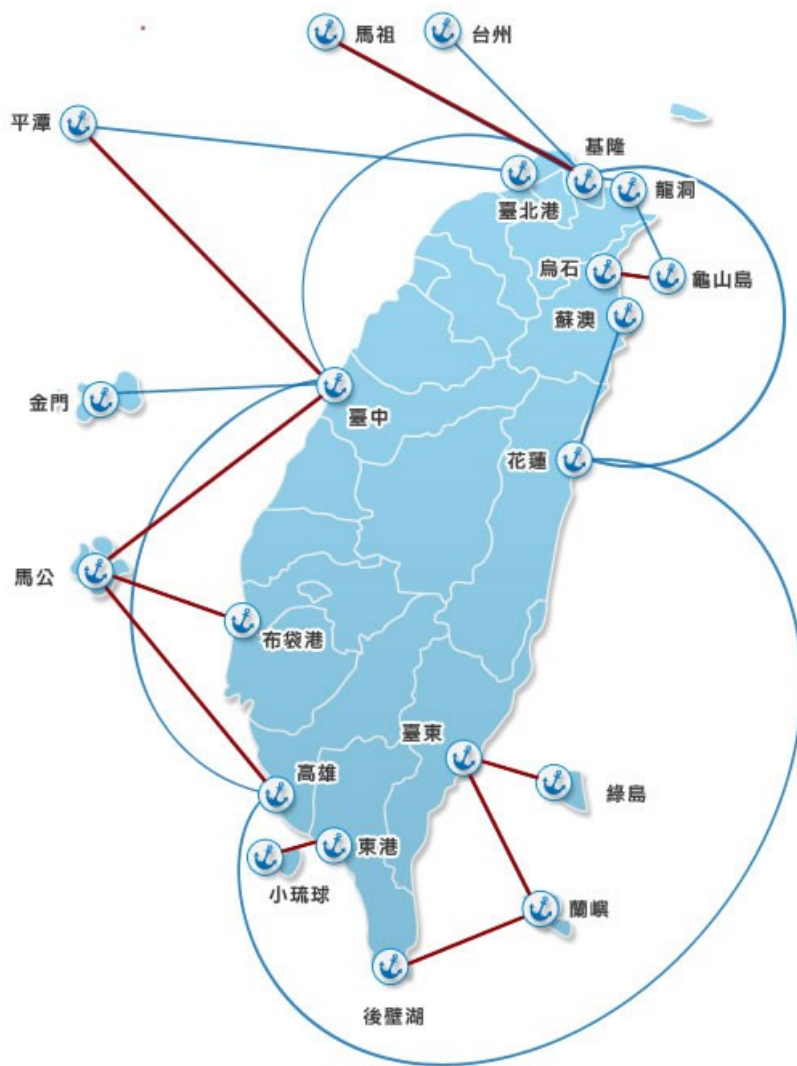 馬祖
台州
平潭
基隆
龍洞
臺北港
烏石
龜山島
蘇澳
金門
臺中
花蓮
馬公
布袋港
臺東
高雄
綠島
東港
小琉球
蘭嶼
後壁湖